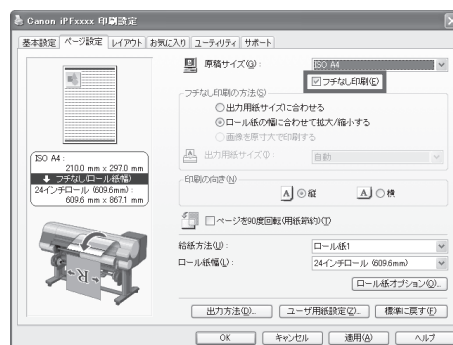 Canon iPFxxxx 印刷設定
基本設定 ページ設定 レイアウト お気に入り ユーティリティ サポート
原稿サイズ(Q): ISO A4
フチなし印刷(E)
フチなし印刷の方法(S)
出力用紙サイズに合わせる
ロール紙の幅に合わせて拡大/縮小する
画像を原寸大で印刷する
出力用紙サイズ(J): 自動
ISO A4 :
210.0 mm x 297.0 mm
フチなし(ロール紙幅)
24インチロール (609.6mm) :
609.6 mm x 867.1 mm
印刷の向き(N)
A 縦 A 横
ページを90度回転(用紙節約)(T)
給紙方法(U): ロール紙1
ロール紙幅(L): 24インチロール (609.6mm)
ロール紙オプション(O)...
R
出力方法(D)... ユーザ用紙設定(Z)... 標準に戻す(F)
OK キャンセル 適用(A) ヘルプ